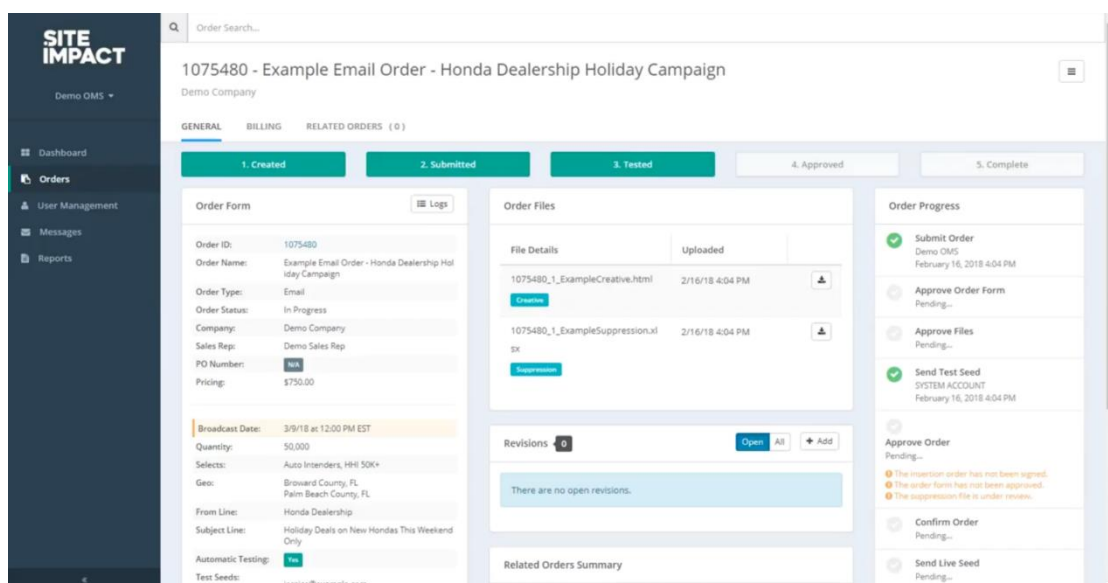 SITE
IMPACT
Demo OMS
Dashboard
Orders
User Management
Messages
Reports
Order Search...
1075480 - Example Email Order - Honda Dealership Holiday Campaign
Demo Company
GENERAL BILLING RELATED ORDERS ( 0 )
1. Created 2. Submitted 3. Tested 4. Approved 5. Complete
Order Form Logs
Order ID: 1075480
Order Name: Example Email Order - Honda Dealership Hol
iday Campaign
Order Type: Email
Order Status: In Progress
Company: Demo Company
Sales Rep: Demo Sales Rep
PO Number: N/A
Pricing: $750.00
Broadcast Date: 3/9/18 at 12:00 PM EST
Quantity: 50,000
Selects: Auto Intenders, HHI 50K+
Geo: Broward County, FL
Palm Beach County, FL
From Line: Honda Dealership
Subject Line: Holiday Deals on New Hondas This Weekend
Only
Automatic Testing: Yes
Test Seeds:
Order Files
File Details Uploaded
1075480_1_ExampleCreative.html 2/16/18 4:04 PM
Creative
1075480_1_ExampleSuppression.xl 2/16/18 4:04 PM
sx
Suppression
Revisions 0 Open All + Add
There are no open revisions.
Related Orders Summary
Order Progress
Submit Order
Demo OMS
February 16, 2018 4:04 PM
Approve Order Form
Pending...
Approve Files
Pending...
Send Test Seed
SYSTEM ACCOUNT
February 16, 2018 4:04 PM
Approve Order
Pending...
The insertion order has not been signed.
The order form has not been approved.
The suppression file is under review.
Confirm Order
Pending...
Send Live Seed
Pending...